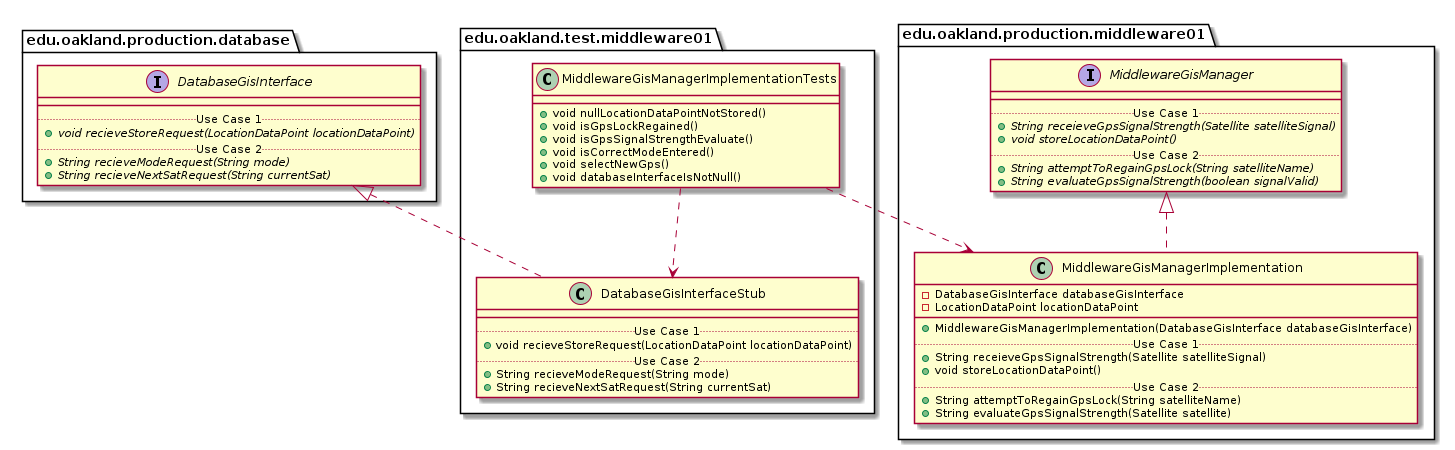 edu.oakland.production.database
I DatabaseGisInterface
Use Case 1
void recieveStoreRequest(LocationDataPoint locationDataPoint)
Use Case 2
String recieveModeRequest(String mode)
String recieveNextSatRequest(String currentSat)
edu.oakland.test.middleware01
C MiddlewareGisManagerImplementationTests
void nullLocationDataPointNotStored()
void isGpsLockRegained()
void isGpsSignalStrengthEvaluate()
void isCorrectModeEntered()
void selectNewGps()
void databaseInterfaceIsNotNull()
C DatabaseGisInterfaceStub
Use Case 1
void recieveStoreRequest(LocationDataPoint locationDataPoint)
Use Case 2
String recieveModeRequest(String mode)
String recieveNextSatRequest(String currentSat)
edu.oakland.production.middleware01
I MiddlewareGisManager
Use Case 1
String receieveGpsSignalStrength(Satellite satelliteSignal)
void storeLocationDataPoint()
Use Case 2
String attemptToRegainGpsLock(String satelliteName)
String evaluateGpsSignalStrength(boolean signalValid)
C MiddlewareGisManagerImplementation
DatabaseGisInterface databaseGisInterface
LocationDataPoint locationDataPoint
MiddlewareGisManagerImplementation(DatabaseGisInterface databaseGisInterface)
Use Case 1
String receieveGpsSignalStrength(Satellite satelliteSignal)
void storeLocationDataPoint()
Use Case 2
String attemptToRegainGpsLock(String satelliteName)
String evaluateGpsSignalStrength(Satellite satellite)